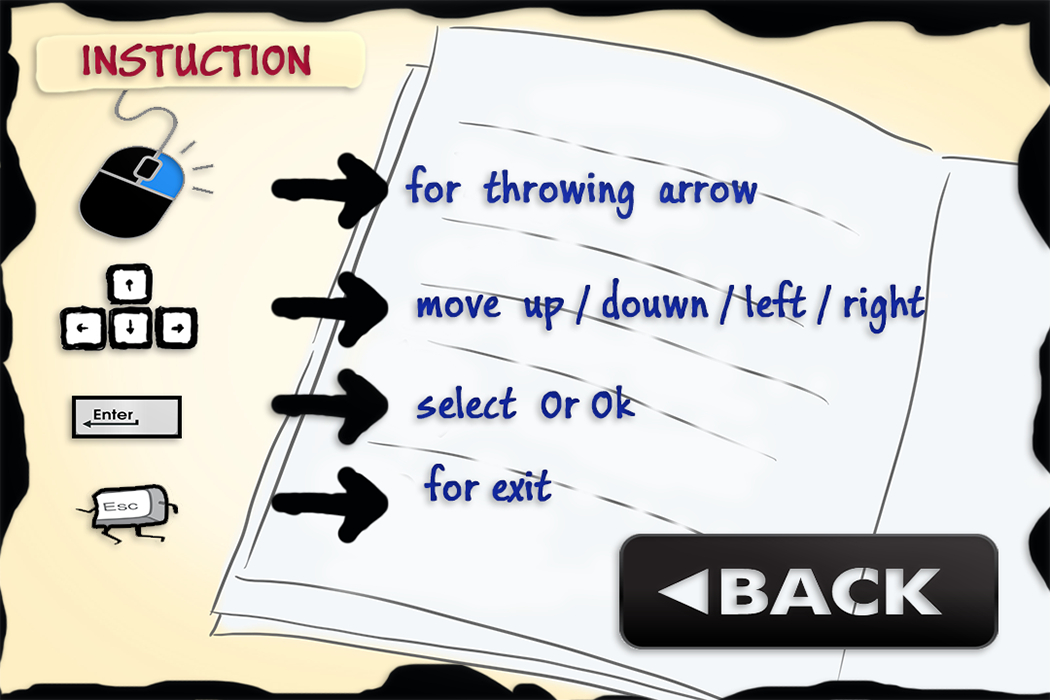 INSTUCTION
for throwing arrow
↑
← ↓ →
move up / douwn / left / right
Enter
select Or Ok
Esc
for exit
BACK